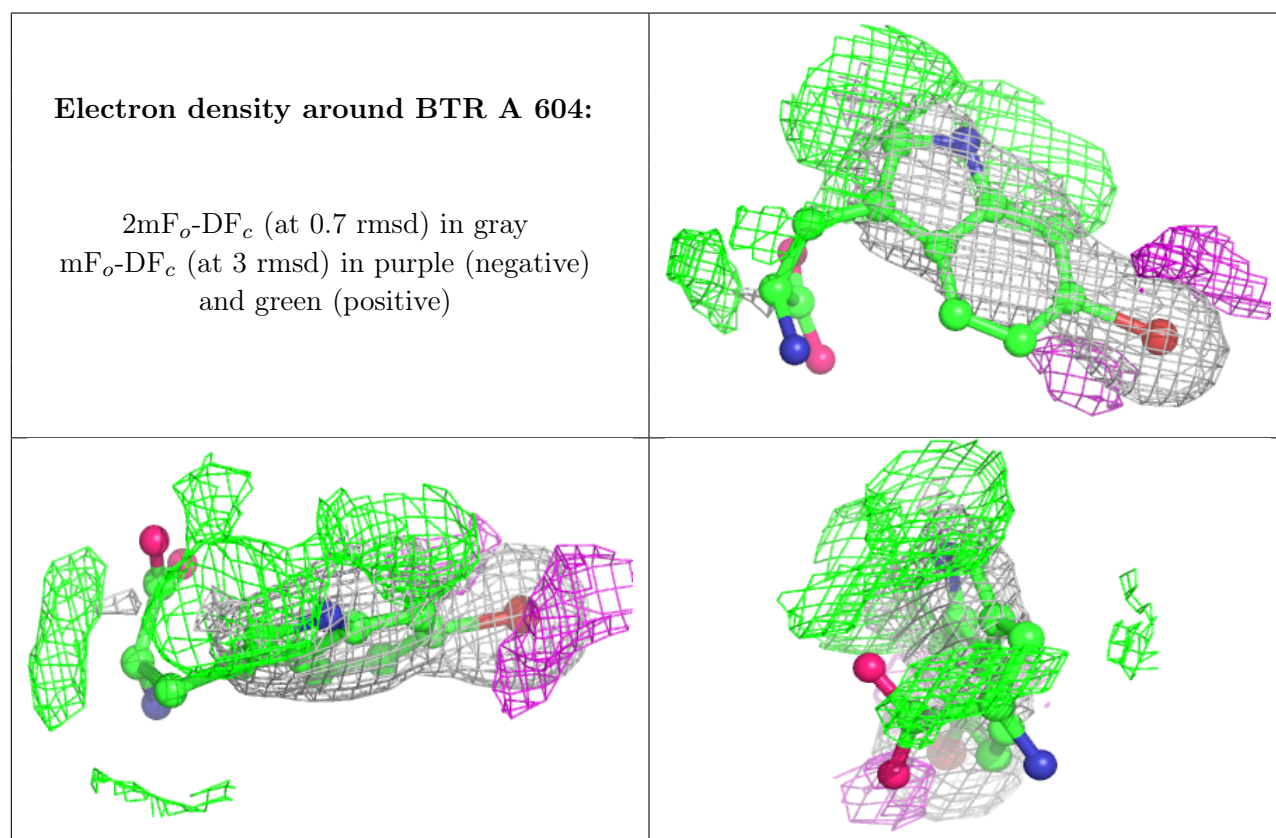 Electron density around BTR A 604:
2mFₒ-DF𝒸 (at 0.7 rmsd) in gray
mFₒ-DF𝒸 (at 3 rmsd) in purple (negative)
and green (positive)